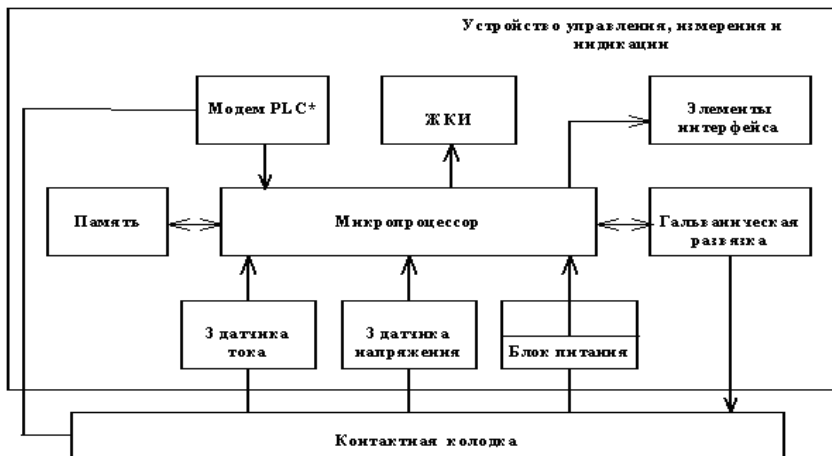 Устройство управления, измерения и
индикации
Модем PLC*
ЖКИ
Элементы
интерфейса
Память
Микропроцессор
Гальваническая
развязка
3 датчика
тока
3 датчика
напряжения
Блок питания
Контактная колодка